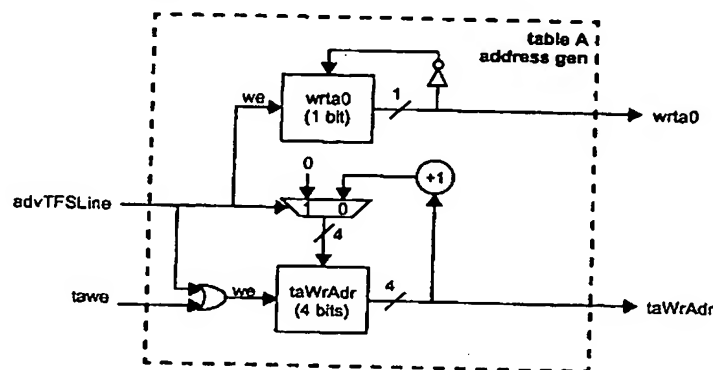 table A
address gen
we
wrta0
(1 bit)
1
wrta0
0
+1
advTFSLine
1 0
4
tawe
we
taWrAdr
(4 bits)
4
taWrAdr